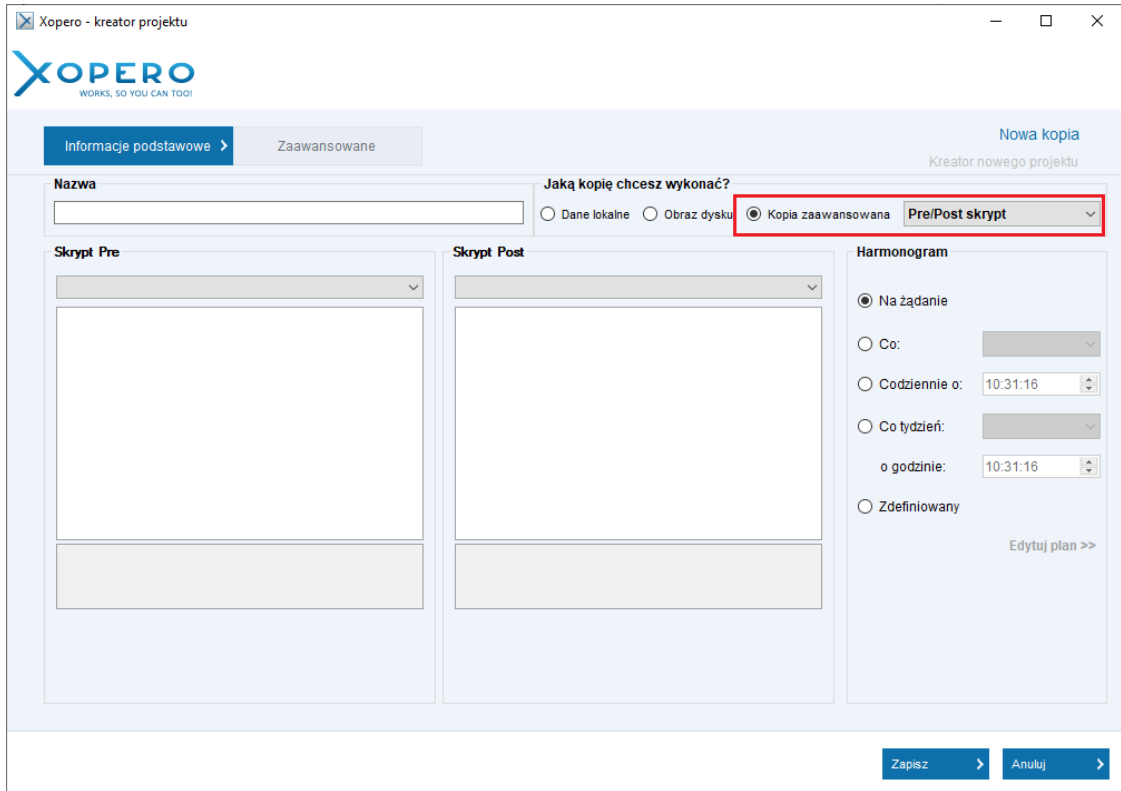 Xopero - kreator projektu
XOPERO
WORKS, SO YOU CAN TOO!
Informacje podstawowe
Zaawansowane
Nowa kopia
Kreator nowego projektu
Nazwa
Jaką kopię chcesz wykonać?
Dane lokalne
Obraz dysku
Kopia zaawansowana
Pre/Post skrypt
Skrypt Pre
Skrypt Post
Harmonogram
Na żądanie
Co:
Codziennie o: 10:31:16
Co tydzień:
o godzinie: 10:31:16
Zdefiniowany
Edytuj plan >>
Zapisz
Anuluj